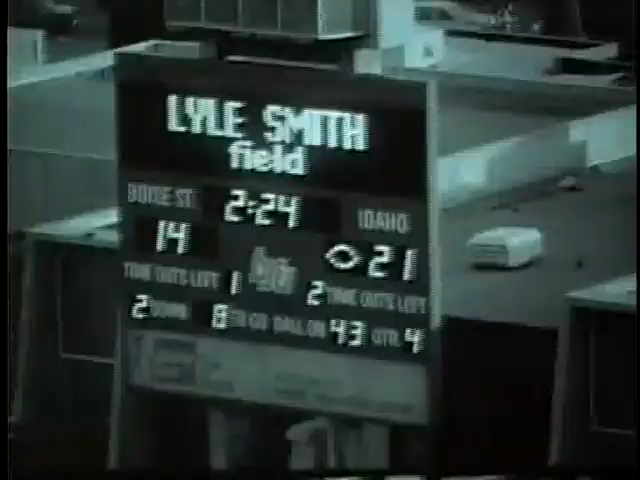 LYLE SMITH
field
BOISE ST. 2:24 IDAHO
14 21
TIME OUTS LEFT 1 2 TIME OUTS LEFT
2 DOWN 8 TO GO BALL ON 43 QTR. 4